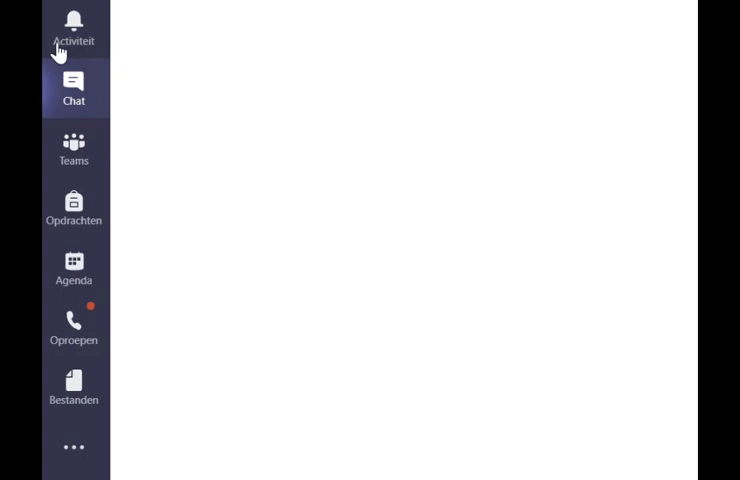 Activiteit
Chat
Teams
Opdrachten
Agenda
Oproepen
Bestanden